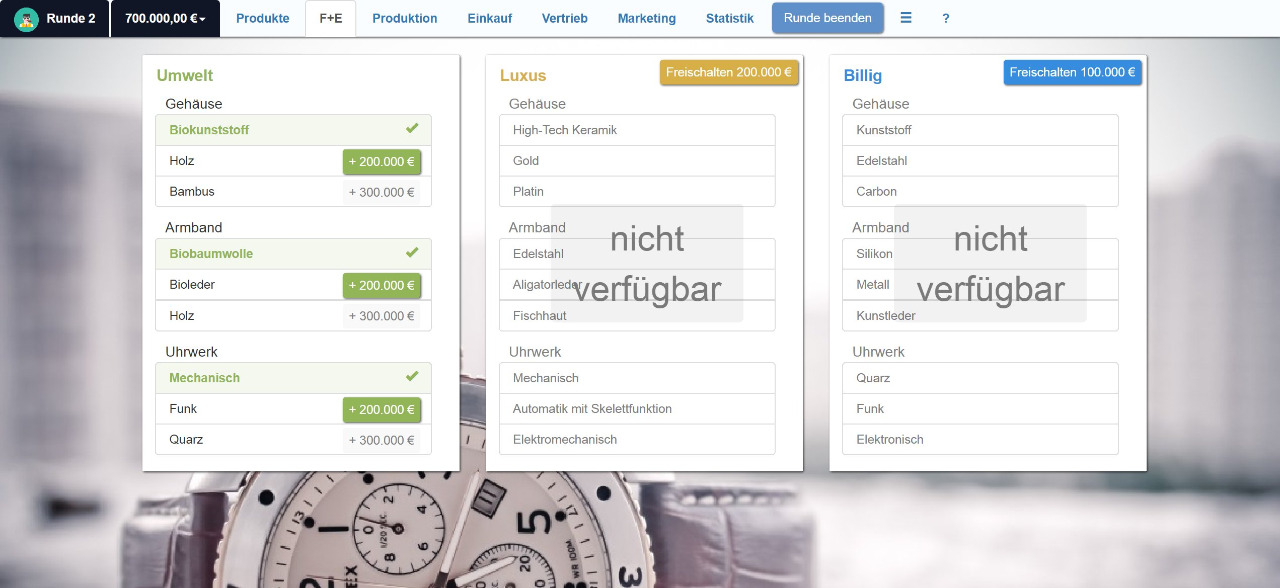 Runde 2
700.000,00 €
Produkte
F+E
Produktion
Einkauf
Vertrieb
Marketing
Statistik
Runde beenden
?
Umwelt
Gehäuse
Biokunststoff
Holz + 200.000 €
Bambus + 300.000 €
Armband
Biobaumwolle
Bioleder + 200.000 €
Holz + 300.000 €
Uhrwerk
Mechanisch
Funk + 200.000 €
Quarz + 300.000 €
Luxus
Freischalten 200.000 €
Gehäuse
High-Tech Keramik
Gold
Platin
Armband
Edelstahl
Aligatorleder
Fischhaut
nicht
verfügbar
Uhrwerk
Mechanisch
Automatik mit Skelettfunktion
Elektromechanisch
Billig
Freischalten 100.000 €
Gehäuse
Kunststoff
Edelstahl
Carbon
Armband
Silikon
Metall
Kunstleder
nicht
verfügbar
Uhrwerk
Quarz
Funk
Elektronisch